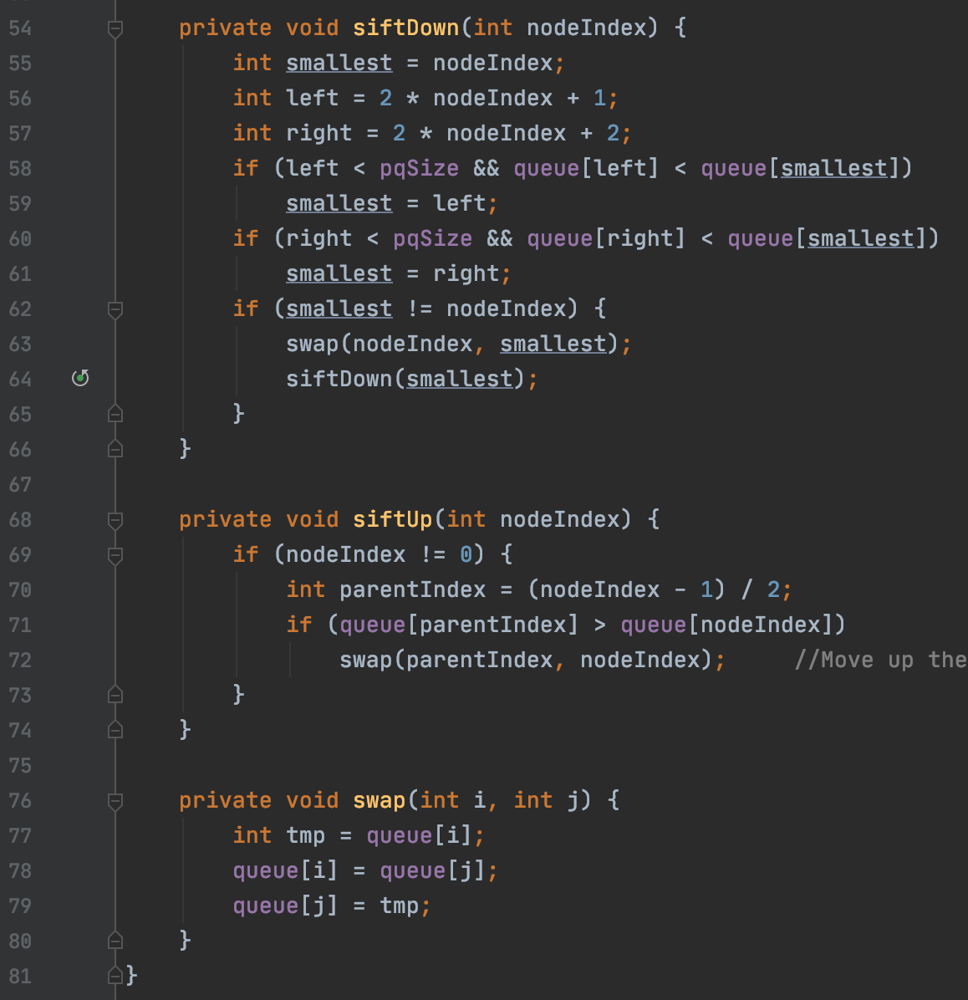 54 private void siftDown(int nodeIndex) {
55 int smallest = nodeIndex;
56 int left = 2 * nodeIndex + 1;
57 int right = 2 * nodeIndex + 2;
58 if (left < pqSize && queue[left] < queue[smallest])
59 smallest = left;
60 if (right < pqSize && queue[right] < queue[smallest])
61 smallest = right;
62 if (smallest != nodeIndex) {
63 swap(nodeIndex, smallest);
64 siftDown(smallest);
65 }
66 }
67
68 private void siftUp(int nodeIndex) {
69 if (nodeIndex != 0) {
70 int parentIndex = (nodeIndex - 1) / 2;
71 if (queue[parentIndex] > queue[nodeIndex])
72 swap(parentIndex, nodeIndex); //Move up the
73 }
74 }
75
76 private void swap(int i, int j) {
77 int tmp = queue[i];
78 queue[i] = queue[j];
79 queue[j] = tmp;
80 }
81 }